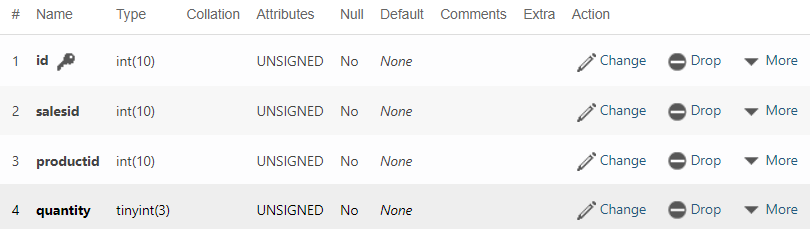 # Name Type Collation Attributes Null Default Comments Extra Action
1 id int(10) UNSIGNED No None Change Drop More
2 salesid int(10) UNSIGNED No None Change Drop More
3 productid int(10) UNSIGNED No None Change Drop More
4 quantity tinyint(3) UNSIGNED No None Change Drop More